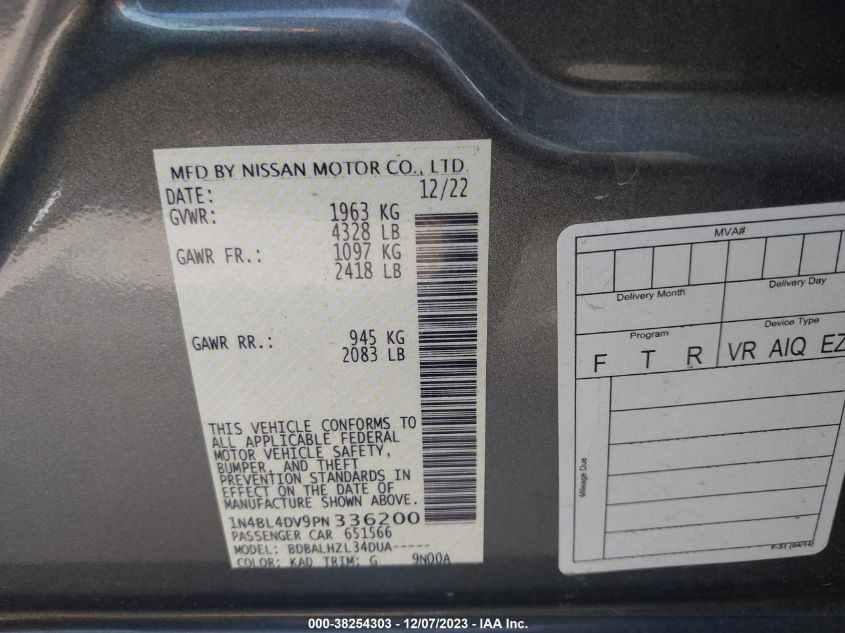 MFD BY NISSAN MOTOR CO., LTD.
DATE: 12/22
GVWR: 1963 KG
4328 LB
GAWR FR.: 1097 KG
2418 LB
GAWR RR.: 945 KG
2083 LB
THIS VEHICLE CONFORMS TO
ALL APPLICABLE FEDERAL
MOTOR VEHICLE SAFETY,
BUMPER, AND THEFT
PREVENTION STANDARDS IN
EFFECT ON THE DATE OF
MANUFACTURE SHOWN ABOVE.
1N4BL4DV9PN 336200
PASSENGER CAR 651566
MODEL: BDBALHZL34DUA-----
COLOR: KAD TRIM: G 9N00A
MVA#
Delivery Month Delivery Day
Program Device Type
F T R VR AIQ EZ
Mileage Due
F-51 (04/14)
000-38254303 - 12/07/2023 - IAA Inc.